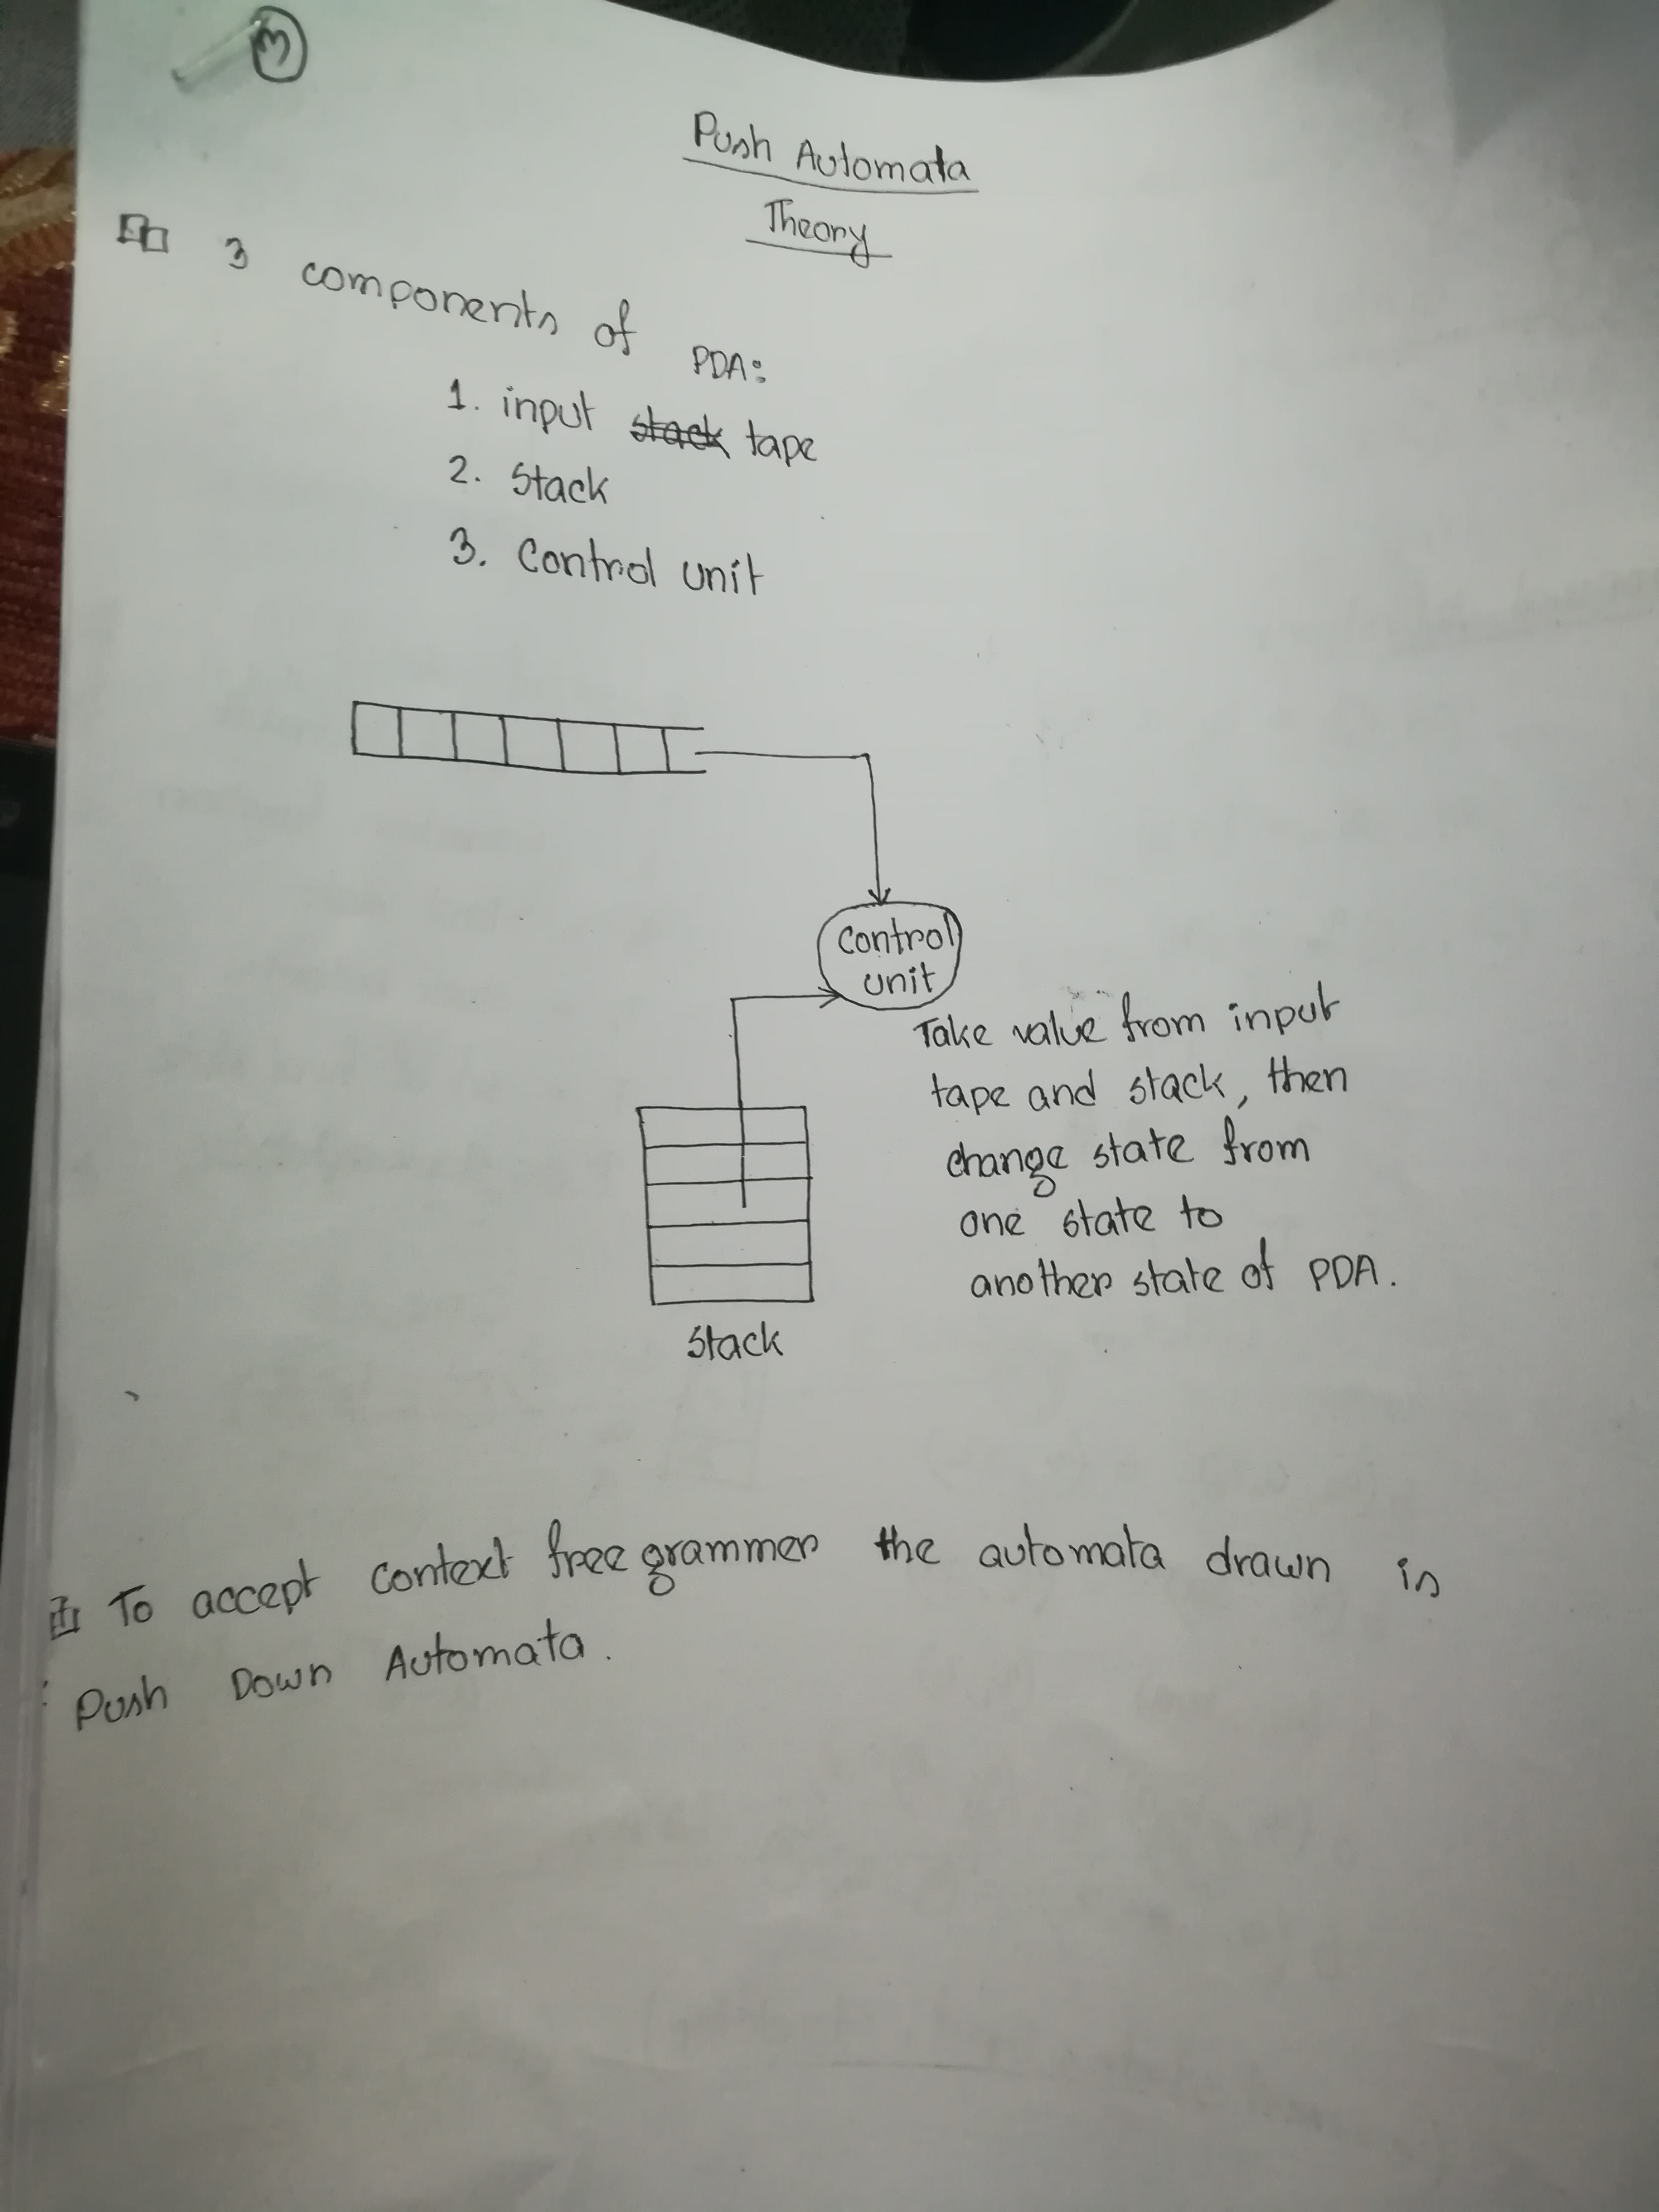 3
Push Automata
Theory
3 components of PDA:
1. input stack tape
2. Stack
3. Control unit
Control
unit
Take value from input
tape and stack, then
change state from
one state to
another state of PDA.
Stack
To accept context free grammer the automata drawn is
Push Down Automata.